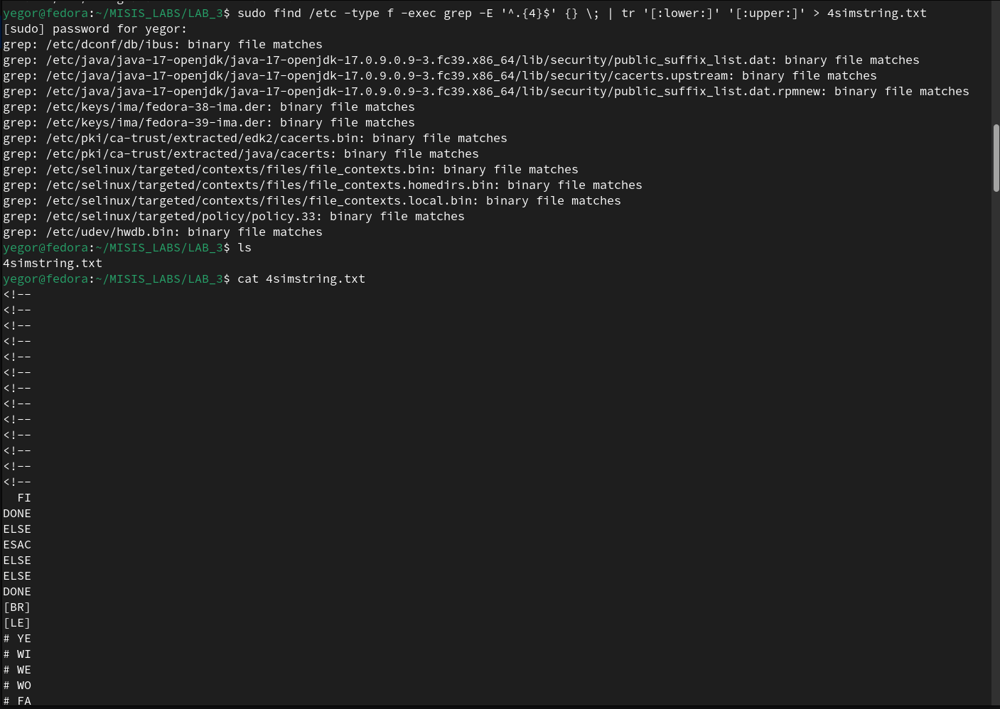 yegor@fedora:~/MISIS_LABS/LAB_3$ sudo find /etc -type f -exec grep -E '^.{4}$' {} \; | tr '[:lower:]' '[:upper:]' > 4simstring.txt
[sudo] password for yegor:
grep: /etc/dconf/db/ibus: binary file matches
grep: /etc/java/java-17-openjdk/java-17-openjdk-17.0.9.0.9-3.fc39.x86_64/lib/security/public_suffix_list.dat: binary file matches
grep: /etc/java/java-17-openjdk/java-17-openjdk-17.0.9.0.9-3.fc39.x86_64/lib/security/cacerts.upstream: binary file matches
grep: /etc/java/java-17-openjdk/java-17-openjdk-17.0.9.0.9-3.fc39.x86_64/lib/security/public_suffix_list.dat.rpmnew: binary file matches
grep: /etc/keys/ima/fedora-38-ima.der: binary file matches
grep: /etc/keys/ima/fedora-39-ima.der: binary file matches
grep: /etc/pki/ca-trust/extracted/edk2/cacerts.bin: binary file matches
grep: /etc/pki/ca-trust/extracted/java/cacerts: binary file matches
grep: /etc/selinux/targeted/contexts/files/file_contexts.bin: binary file matches
grep: /etc/selinux/targeted/contexts/files/file_contexts.homedirs.bin: binary file matches
grep: /etc/selinux/targeted/contexts/files/file_contexts.local.bin: binary file matches
grep: /etc/selinux/targeted/policy/policy.33: binary file matches
grep: /etc/udev/hwdb.bin: binary file matches
yegor@fedora:~/MISIS_LABS/LAB_3$ ls
4simstring.txt
yegor@fedora:~/MISIS_LABS/LAB_3$ cat 4simstring.txt
<!--
<!--
<!--
<!--
<!--
<!--
<!--
<!--
<!--
<!--
<!--
<!--
<!--
  FI
DONE
ELSE
ESAC
ELSE
ELSE
DONE
[BR]
[LE]
# YE
# WI
# WE
# WO
# FA